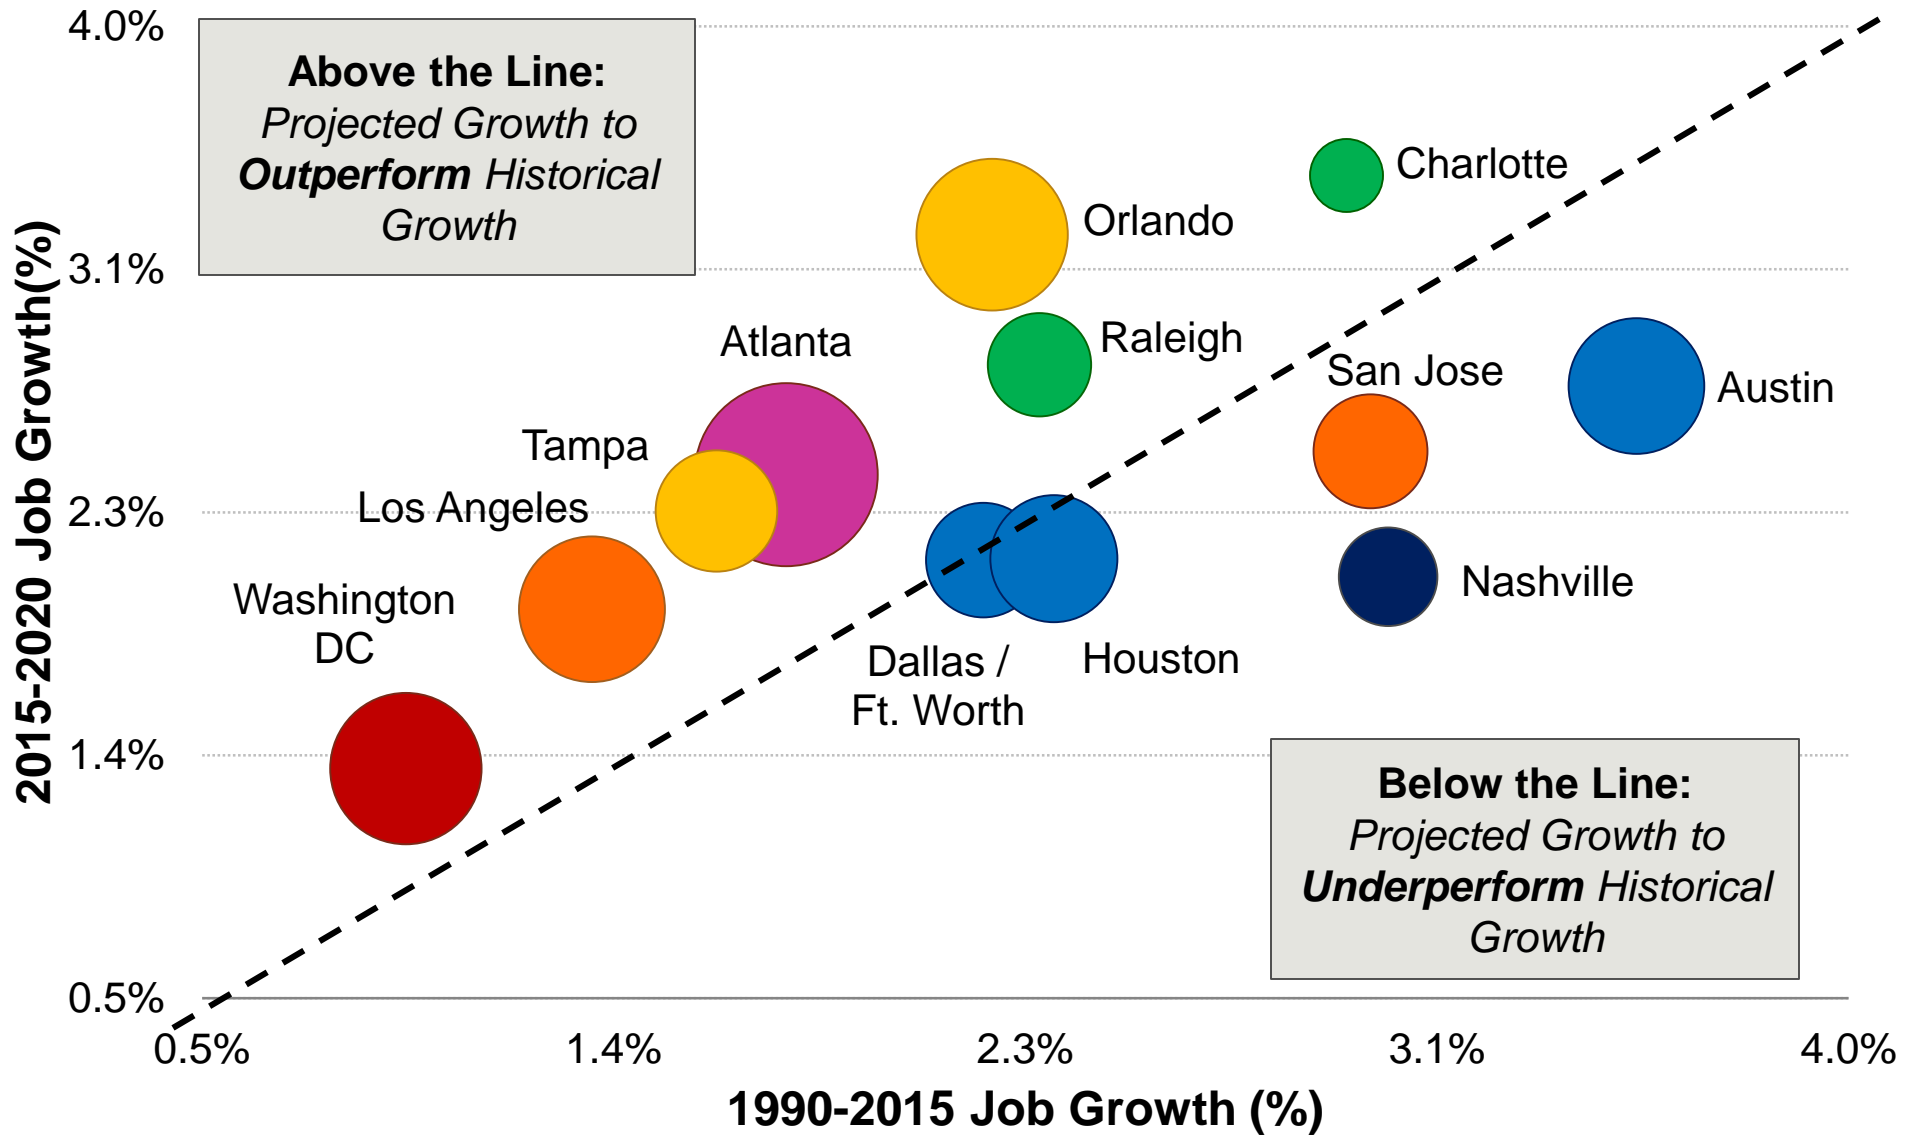 4.0%
Above the Line:
Projected Growth to
Outperform Historical
Growth
Charlotte
Orlando
3.1%
Raleigh
Atlanta
San Jose
Austin
Tampa
Los Angeles
2.3%
Washington
DC
Nashville
Dallas /
Ft. Worth
Houston
1.4%
Below the Line:
Projected Growth to
Underperform Historical
Growth
0.5%
2015-2020 Job Growth(%)
0.5% 1.4% 2.3% 3.1% 4.0%
1990-2015 Job Growth (%)